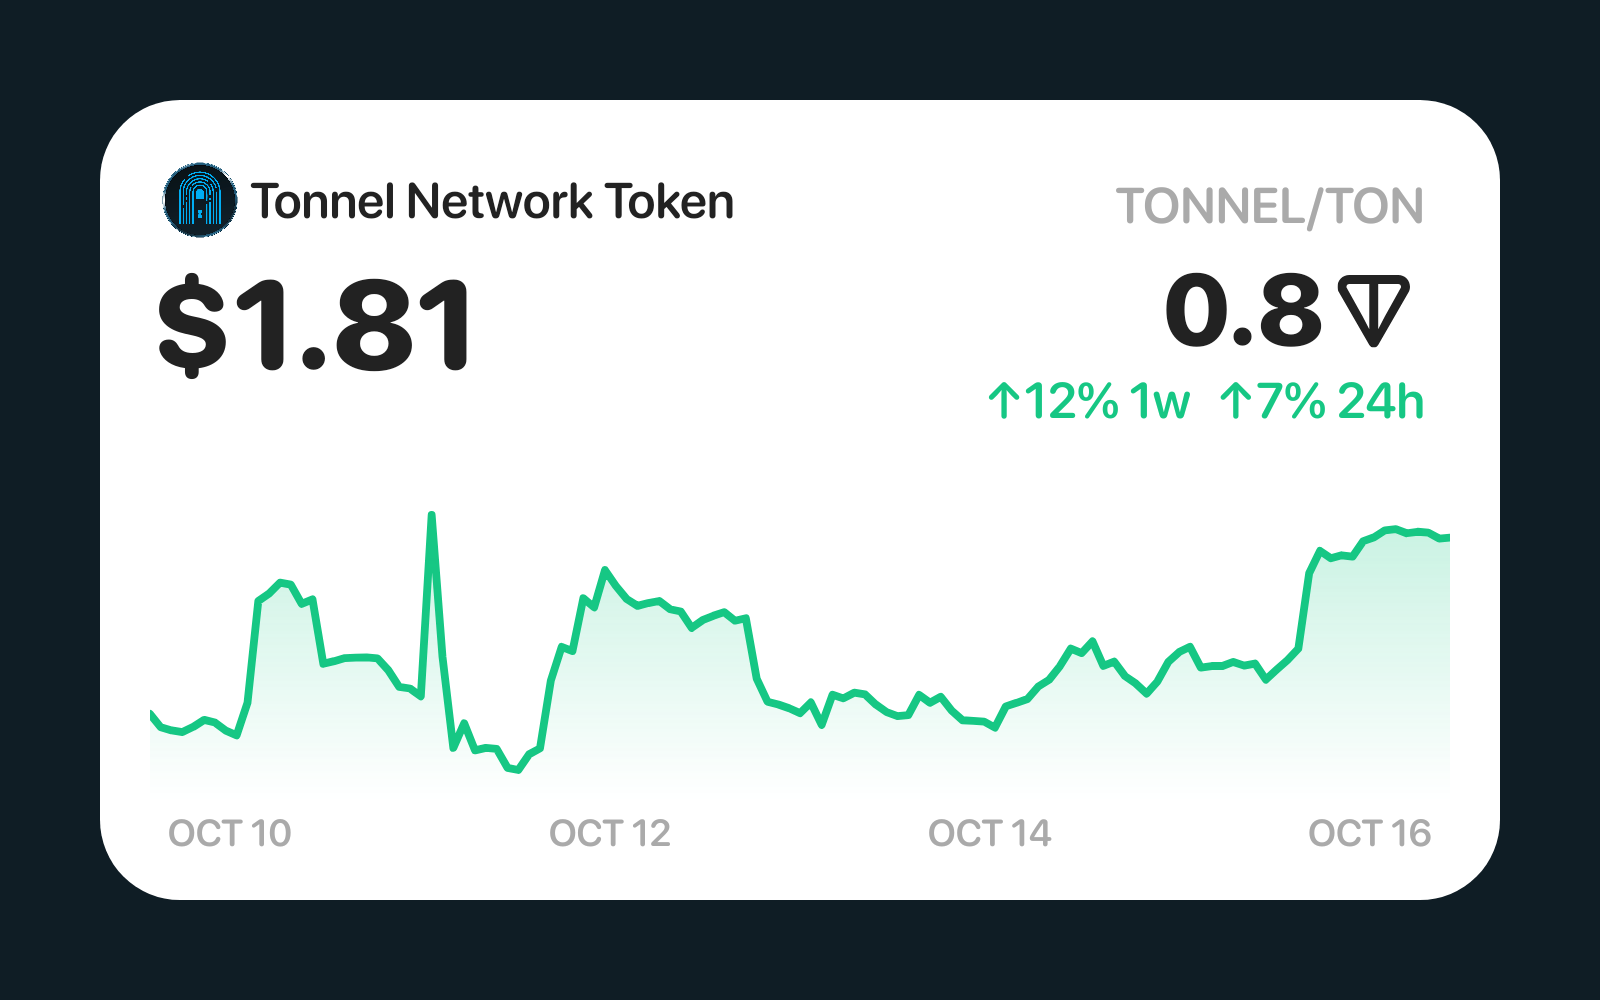 Tonnel Network Token
TONNEL/TON
$1.81
0.8
↑12% 1w ↑7% 24h
OCT 10
OCT 12
OCT 14
OCT 16